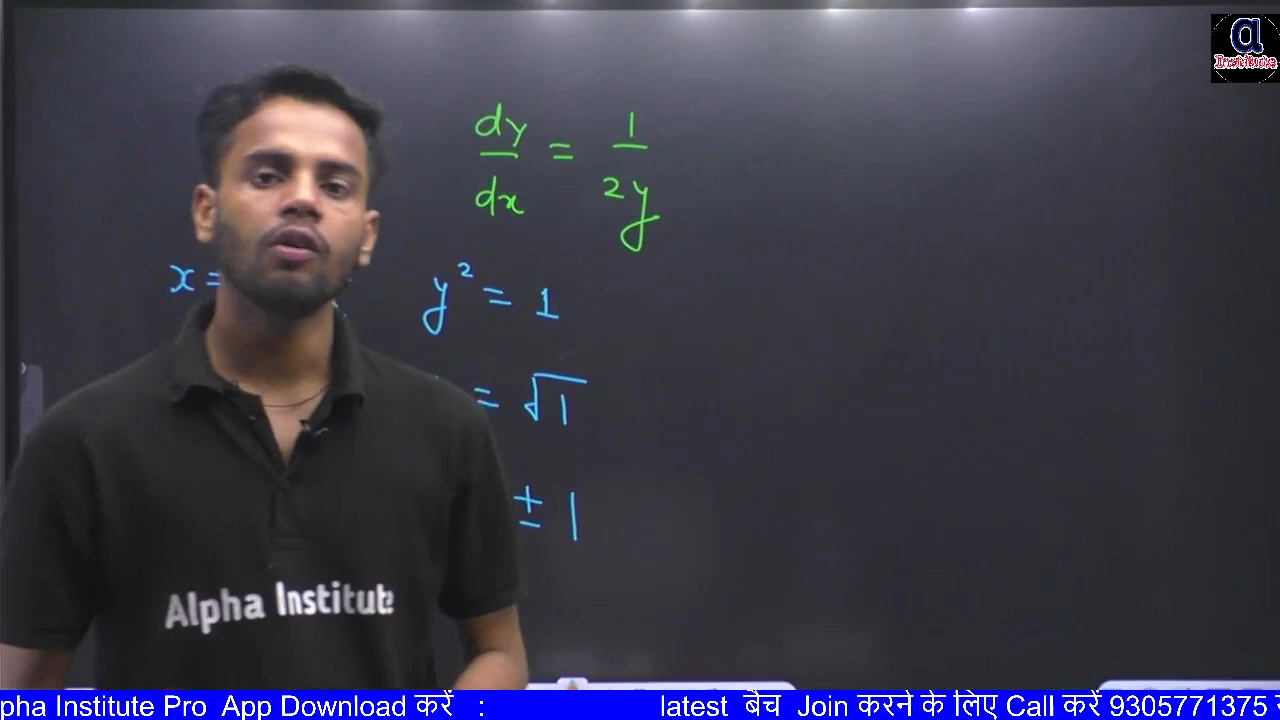 α
Institute
dy/dx = 1/2y
x =
y² = 1
= √1
± 1
Alpha Institute
pha Institute Pro App Download करें : latest बैच Join करने के लिए Call करें 9305771375